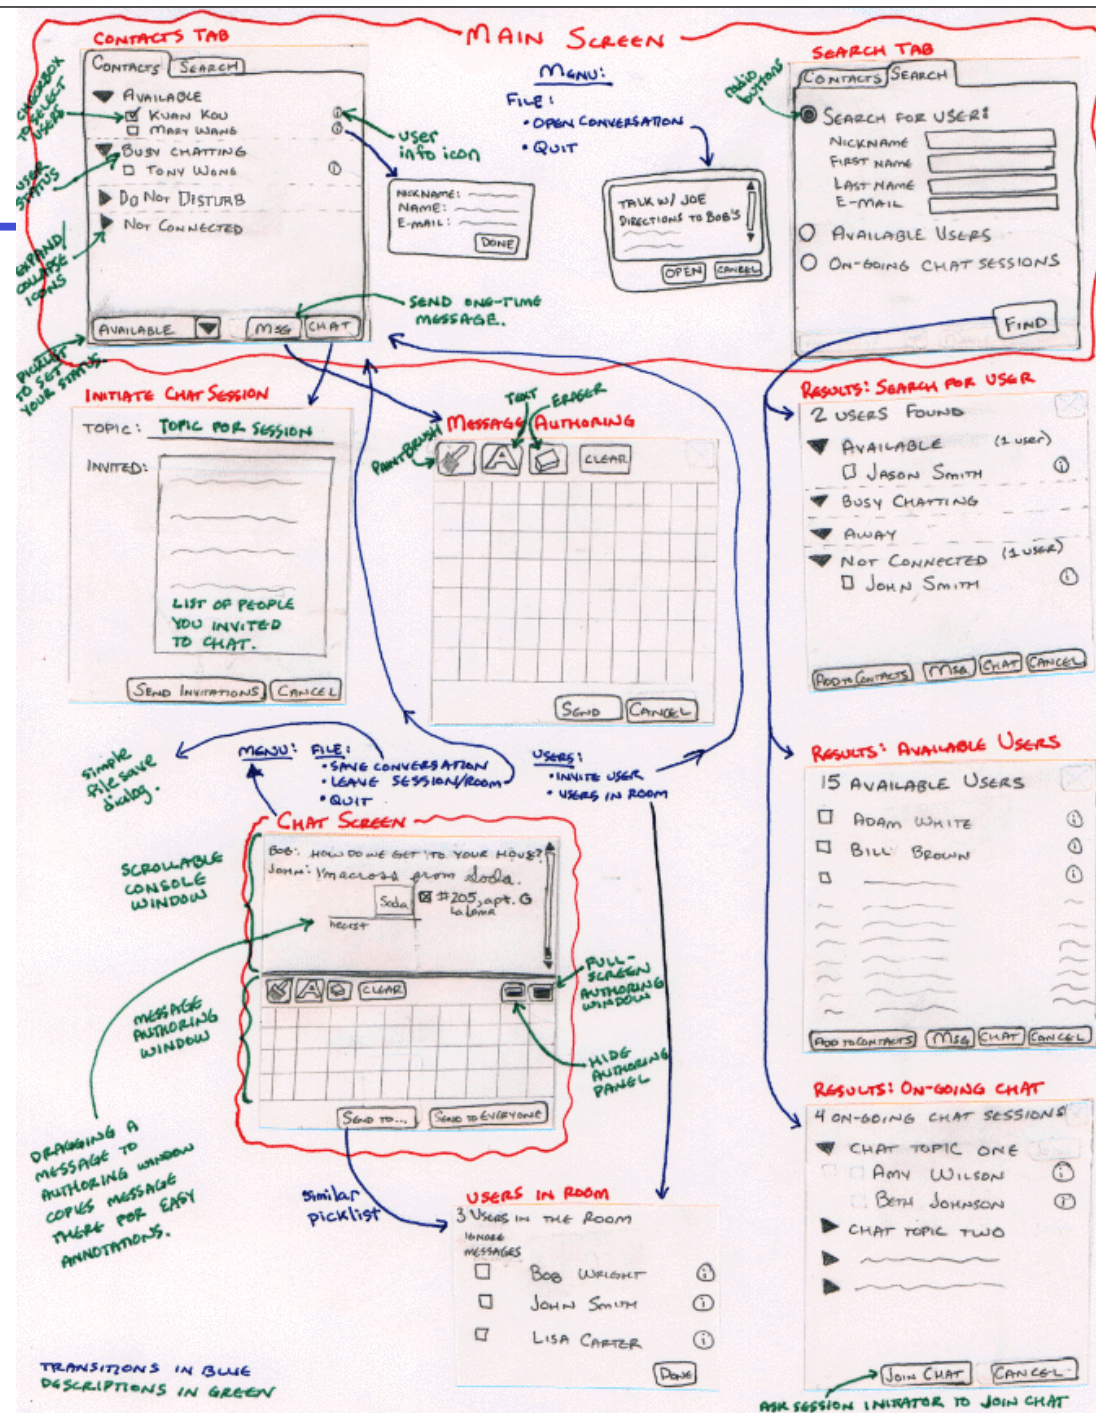 MAIN SCREEN
CONTACTS TAB
CONTACTS SEARCH
AVAILABLE
KUAN KOU
MARY WANG
BUSY CHATTING
TONY WONG
DO NOT DISTURB
NOT CONNECTED
AVAILABLE MSG CHAT
CHECKBOX
TO SELECT
USERS
USER
STATUS
EXPAND/
COLLAPSE
ICONS
PICKLIST
TO SET
YOUR STATUS.
user
info icon
SEND ONE-TIME
MESSAGE.
NICKNAME:
NAME:
E-MAIL:
DONE
MENU:
FILE:
• OPEN CONVERSATION
• QUIT
TALK W/ JOE
DIRECTIONS TO BOB'S
OPEN CANCEL
SEARCH TAB
radio
buttons
CONTACTS SEARCH
SEARCH FOR USER:
NICKNAME
FIRST NAME
LAST NAME
E-MAIL
AVAILABLE USERS
ON-GOING CHAT SESSIONS
FIND
INITIATE CHAT SESSION
TOPIC: TOPIC FOR SESSION
INVITED:
LIST OF PEOPLE
YOU INVITED
TO CHAT.
SEND INVITATIONS CANCEL
MESSAGE AUTHORING
PAINTBRUSH
TEXT
ERASER
A CLEAR
SEND CANCEL
RESULTS: SEARCH FOR USER
2 USERS FOUND
AVAILABLE (1 user)
JASON SMITH
BUSY CHATTING
AWAY
NOT CONNECTED (1 USER)
JOHN SMITH
ADD TO CONTACTS MSG CHAT CANCEL
simple
file save
dialog.
MENU: FILE:
• SAVE CONVERSATION
• LEAVE SESSION/ROOM
• QUIT
USERS:
• INVITE USER
• USERS IN ROOM
CHAT SCREEN
BOB: HOW DO WE GET TO YOUR HOUSE?
JOHN: I'm across from Soda.
Soda #205, apt. G
La Loma
hearst
A CLEAR
SEND TO... SEND TO EVERYONE
SCROLLABLE
CONSOLE
WINDOW
MESSAGE
AUTHORING
WINDOW
FULL-
SCREEN
AUTHORING
WINDOW
HIDE
AUTHORING
PANEL
DRAGGING A
MESSAGE TO
AUTHORING WINDOW
COPIES MESSAGE
THERE FOR EASY
ANNOTATIONS.
similar
picklist
RESULTS: AVAILABLE USERS
15 AVAILABLE USERS
ADAM WHITE
BILL BROWN
ADD TO CONTACTS MSG CHAT CANCEL
USERS IN ROOM
3 USERS IN THE ROOM
IGNORE
MESSAGES
BOB WRIGHT
JOHN SMITH
LISA CARTER
DONE
RESULTS: ON-GOING CHAT
4 ON-GOING CHAT SESSIONS
CHAT TOPIC ONE
AMY WILSON
BETH JOHNSON
CHAT TOPIC TWO
JOIN CHAT CANCEL
ASK SESSION INITIATOR TO JOIN CHAT
TRANSITIONS IN BLUE
DESCRIPTIONS IN GREEN